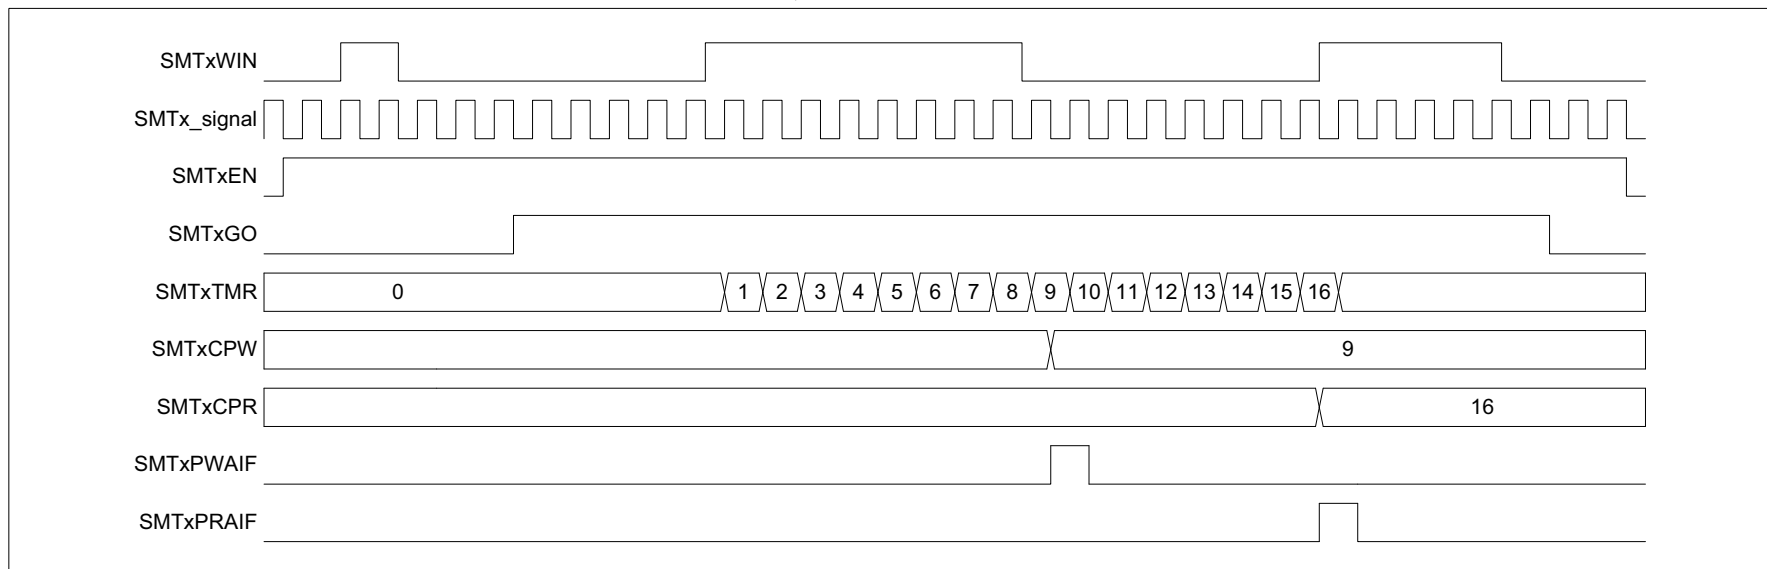 SMTxWIN
SMTx_signal
SMTxEN
SMTxGO
SMTxTMR 0 1 2 3 4 5 6 7 8 9 10 11 12 13 14 15 16
SMTxCPW 9
SMTxCPR 16
SMTxPWAIF
SMTxPRAIF